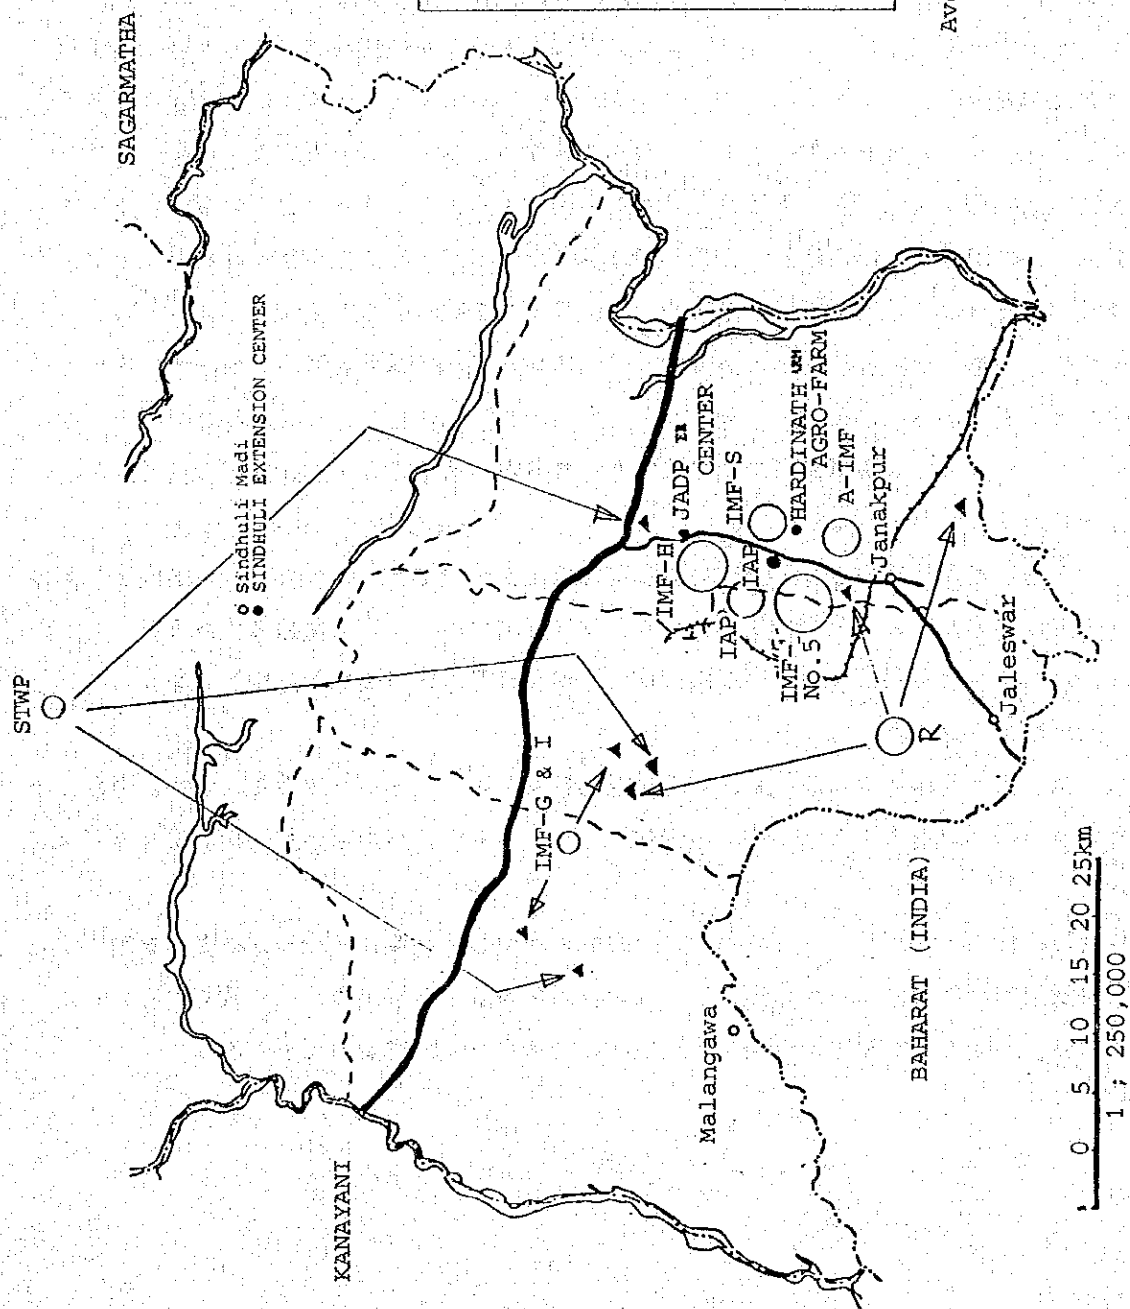 SAGARMATHA
Av
STWP
Sindhuli Madi
SINDHULI EXTENSION CENTER
KANAYANI
JADP
CENTER
IMF-H
IMF-S
IAP
IAP
HARDINATH
AGRO-FARM
A-IMF
IMF-G & I
IMF-
No.5
Janakpur
R
Jaleswar
Malangawa
BAHARAT (INDIA)
0 5 10 15 20 25km
1 ; 250,000